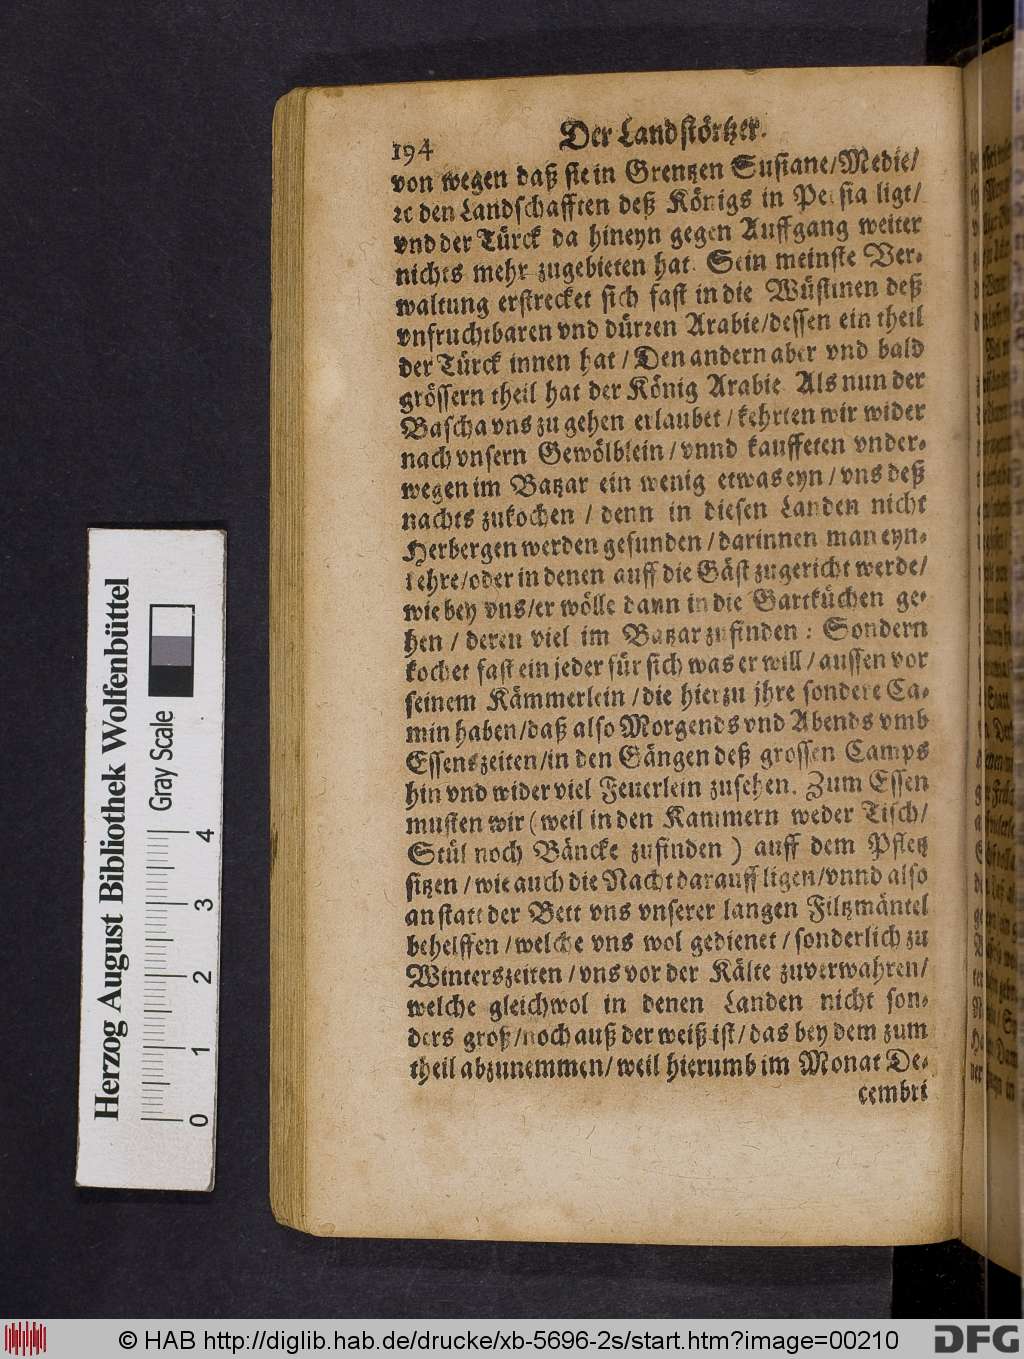 194
Der Landstörtzer.
von wegen daß sie in Grentzen Susiane/Medie/
ꝛc den Landschafften deß Königs in Persia ligt/
vnd der Türck da hineyn gegen Auffgang weiter
nichts mehr zugebieten hat. Sein meinste Ver-
waltung erstrecket sich fast in die Wüstinen deß
vnfruchtbaren vnd dürren Arabie/dessen ein theil
der Türck innen hat / Den andern aber vnd bald
grössern theil hat der König Arabie. Als nun der
Bascha vns zu gehen erlaubet / kehrten wir wider
nach vnsern Gewölblein / vnnd kauffeten vnder-
wegen im Batzar ein wenig etwas eyn / vns deß
nachts zukochen / denn in diesen Landen nicht
Herbergen werden gefunden / darinnen man eyn-
kehre/oder in denen auff die Gäst zugericht werde/
wie bey vns/er wölle dann in die Gartküchen ge-
hen / deren viel im Batzar zufinden : Sondern
kochet fast ein jeder für sich was er will / aussen vor
seinem Kämmerlein / die hierzu jhre sondere Ca-
min haben/daß also Morgends vnd Abends vmb
Essenszeiten/in den Gängen deß grossen Camps
hin vnd wider viel Feuerlein zusehen. Zum Essen
musten wir (weil in den Kammern weder Tisch/
Stül noch Bäncke zufinden ) auff dem Pfletz
sitzen / wie auch die Nacht darauff ligen/vnnd also
an statt der Bett vns vnserer langen Filtzmäntel
behelffen / welche vns wol gedienet / sonderlich zu
Winterszeiten / vns vor der Kälte zuverwahren/
welche gleichwol in denen Landen nicht son-
ders groß/noch auß der weiß ist / das bey dem zum
theil abzunemmen/ weil hierumb im Monat De-
cembri
Herzog August Bibliothek Wolfenbüttel
Gray Scale
0 1 2 3 4
© HAB http://diglib.hab.de/drucke/xb-5696-2s/start.htm?image=00210
DFG